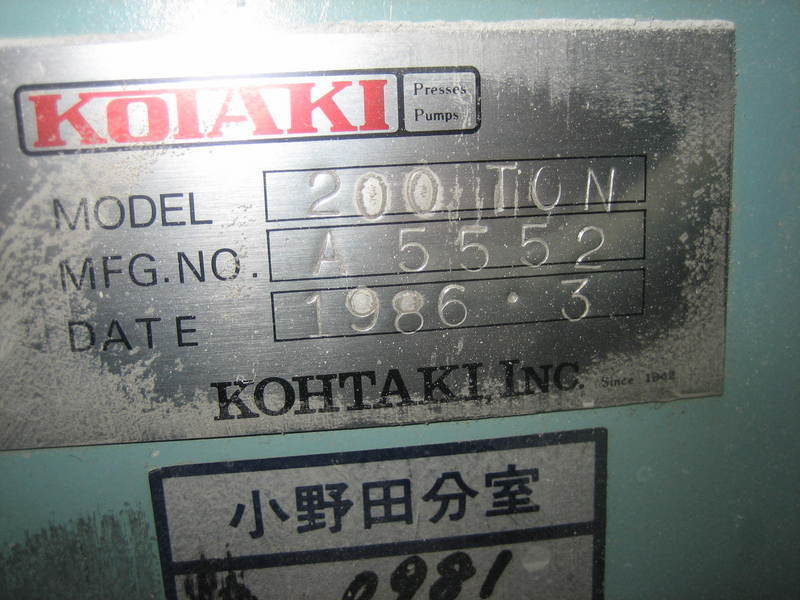 KOTAKI Presses
Pumps
MODEL 200 TON
MFG.NO. A 5552
DATE 1986・3
KOHTAKI, INC. Since 1942
小野田分室
0981